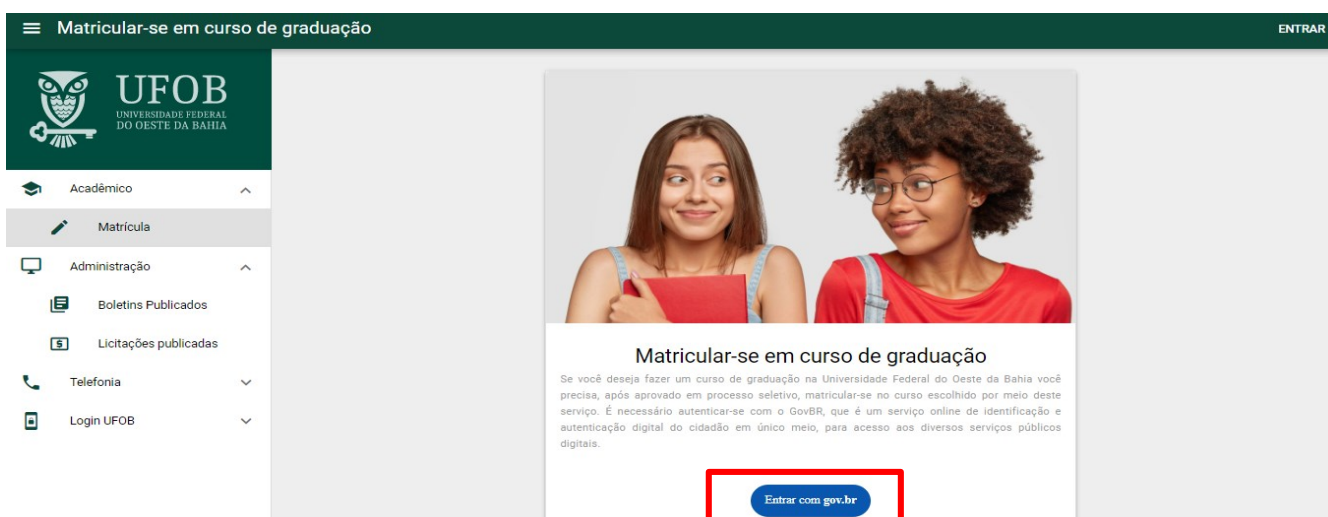 Matricular-se em curso de graduação
ENTRAR
UFOB
UNIVERSIDADE FEDERAL
DO OESTE DA BAHIA
Acadêmico
Matrícula
Administração
Boletins Publicados
Licitações publicadas
Telefonia
Login UFOB
Matricular-se em curso de graduação
Se você deseja fazer um curso de graduação na Universidade Federal do Oeste da Bahia você
precisa, após aprovado em processo seletivo, matricular-se no curso escolhido por meio deste
serviço. É necessário autenticar-se com o GovBR, que é um serviço online de identificação e
autenticação digital do cidadão em único meio, para acesso aos diversos serviços públicos
digitais.
Entrar com gov.br